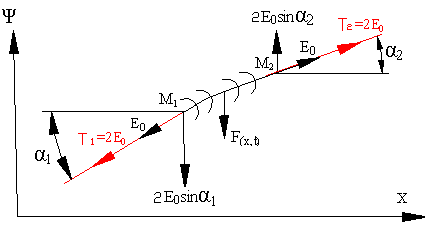 Ψ
2E₀sinα₂
T₂=2E₀
E₀
α₂
M₂
M₁
E₀
F(x,t)
T₁=2E₀
α₁
2E₀sinα₁
x